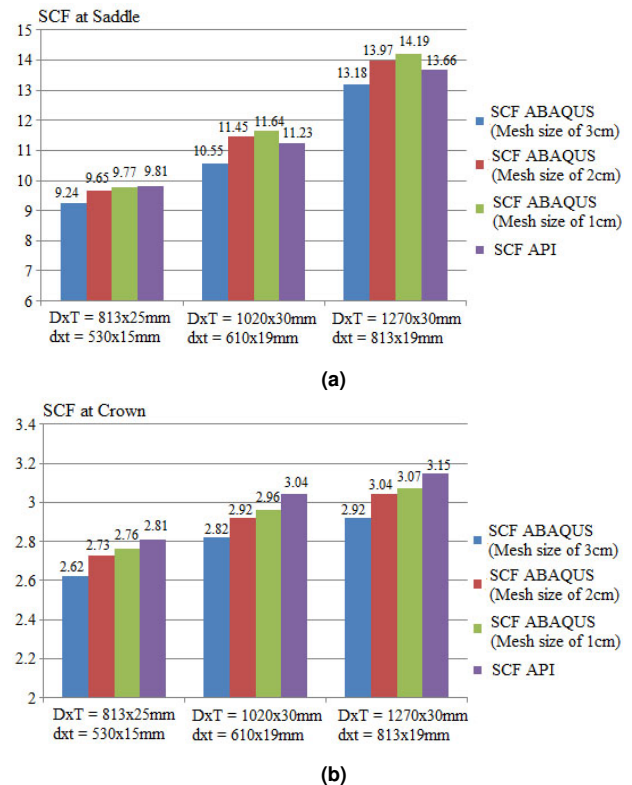 SCF at Saddle
15
14
13
12
11
10
9
8
7
6
9.24
9.65
9.77
9.81
10.55
11.45
11.64
11.23
13.18
13.97
14.19
13.66
DxT = 813x25mm
dxt = 530x15mm
DxT = 1020x30mm
dxt = 610x19mm
DxT = 1270x30mm
dxt = 813x19mm
SCF ABAQUS
(Mesh size of 3cm)
SCF ABAQUS
(Mesh size of 2cm)
SCF ABAQUS
(Mesh size of 1cm)
SCF API
(a)
SCF at Crown
3.4
3.2
3
2.8
2.6
2.4
2.2
2
2.62
2.73
2.76
2.81
2.82
2.92
2.96
3.04
2.92
3.04
3.07
3.15
DxT = 813x25mm
dxt = 530x15mm
DxT = 1020x30mm
dxt = 610x19mm
DxT = 1270x30mm
dxt = 813x19mm
SCF ABAQUS
(Mesh size of 3cm)
SCF ABAQUS
(Mesh size of 2cm)
SCF ABAQUS
(Mesh size of 1cm)
SCF API
(b)